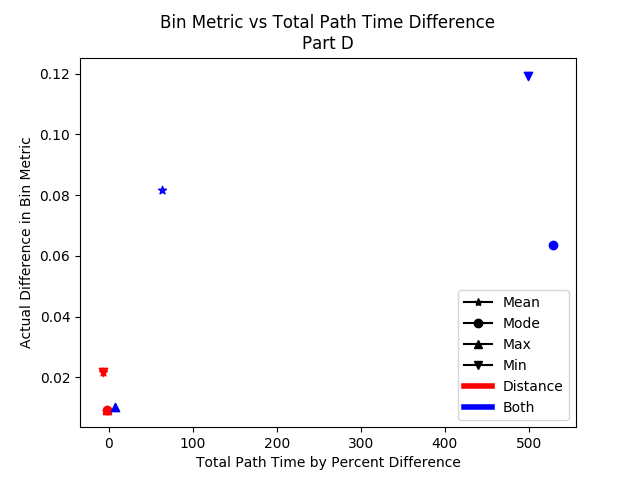 Bin Metric vs Total Path Time Difference
Part D
Actual Difference in Bin Metric
0.12
0.10
0.08
0.06
0.04
0.02
0
100
200
300
400
500
Total Path Time by Percent Difference
Mean
Mode
Max
Min
Distance
Both